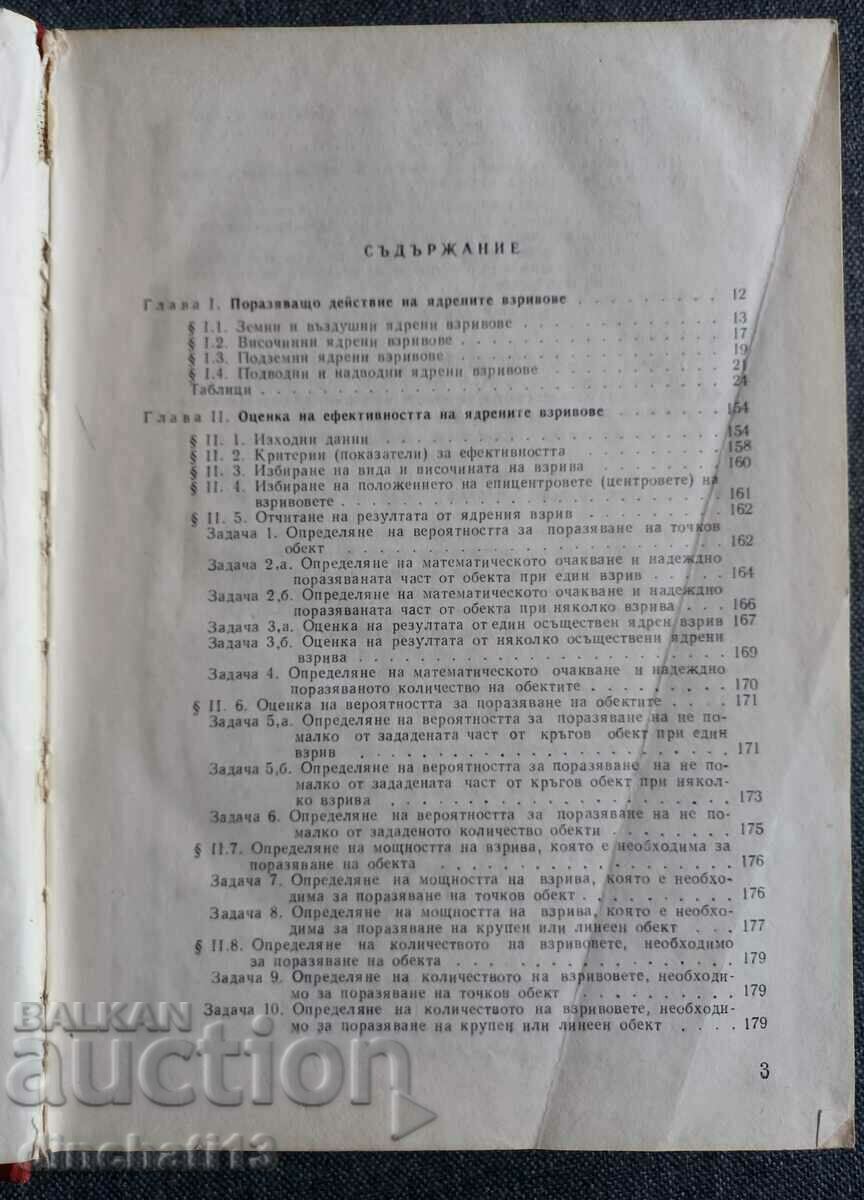 СЪДЪРЖАНИЕ
Глава I. Поразяващо действие на ядрените взривове . . . . . . . . . 12
§ I.1. Земни и въздушни ядрени взривове . . . . . . . . . . . . 13
§ I.2. Височинни ядрени взривове . . . . . . . . . . . . . . . 17
§ I.3. Подземни ядрени взривове . . . . . . . . . . . . . . . 19
§ I.4. Подводни и надводни ядрени взривове . . . . . . . . . . 21
Таблици . . . . . . . . . . . . . . . . . . . . . . . . . . 24
Глава II. Оценка на ефективността на ядрените взривове . . . . . . . 154
§ II. 1. Изходни данни . . . . . . . . . . . . . . . . . . . 154
§ II. 2. Критерии (показатели) за ефективността . . . . . . . . 158
§ II. 3. Избиране на вида и височината на взрива . . . . . . . 160
§ II. 4. Избиране на положението на епицентровете (центровете) на
взривовете . . . . . . . . . . . . . . . . . . . . . 161
§ II. 5. Отчитане на резултата от ядрения взрив . . . . . . . . 162
Задача 1. Определяне на вероятността за поразяване на точков
обект . . . . . . . . . . . . . . . . . . . . . . 162
Задача 2,а. Определяне на математическото очакване и надеждно
поразяваната част от обекта при един взрив . . . . . 164
Задача 2,б. Определяне на математическото очакване и надеждно
поразяваната част от обекта при няколко взрива . . . 166
Задача 3,а. Оценка на резултата от един осъществен ядрен взрив 167
Задача 3,б. Оценка на резултата от няколко осъществени ядрени
взрива . . . . . . . . . . . . . . . . . . . . . 169
Задача 4. Определяне на математическото очакване и надеждно
поразяваното количество на обектите . . . . . . . . 170
§ II. 6. Оценка на вероятността за поразяване на обектите . . . . 171
Задача 5,а. Определяне на вероятността за поразяване на не по-
малко от зададената част от кръгов обект при един
взрив . . . . . . . . . . . . . . . . . . . . . 171
Задача 5,б. Определяне на вероятността за поразяване на не по-
малко от зададената част от кръгов обект при някол-
ко взрива . . . . . . . . . . . . . . . . . . . 173
Задача 6. Определяне на вероятността за поразяване на не по-
малко от зададеното количество обекти . . . . . . . 175
§ II.7. Определяне на мощността на взрива, която е необходима за
поразяване на обекта . . . . . . . . . . . . . . . . . 176
Задача 7. Определяне на мощността на взрива, която е необхо-
дима за поразяване на точков обект . . . . . . . . . 176
Задача 8. Определяне на мощността на взрива, която е необхо-
дима за поразяване на крупен или линеен обект . . . 177
§ II.8. Определяне на количеството на взривовете, необходимо
за поразяване на обекта . . . . . . . . . . . . . . . 179
Задача 9. Определяне на количеството на взривовете, необходи-
мо за поразяване на точков обект . . . . . . . . . 179
Задача 10. Определяне на количеството на взривовете, необходи-
мо за поразяване на крупен или линеен обект . . . . 179
3
BALKAN
auction
dinchati13